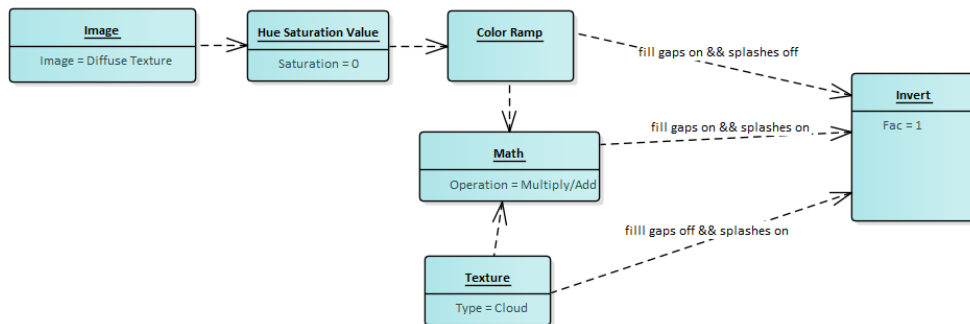 Image
Image = Diffuse Texture
Hue Saturation Value
Saturation = 0
Color Ramp
fill gaps on && splashes off
Invert
Fac = 1
fill gaps on && splashes on
Math
Operation = Multiply/Add
filll gaps off && splashes on
Texture
Type = Cloud